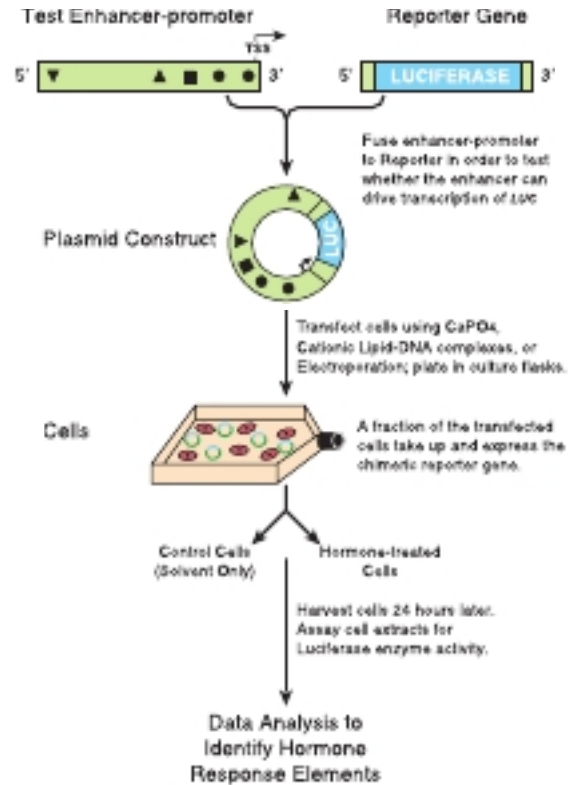 Test Enhancer-promoter
Reporter Gene
TSS
5'
3'
5'
LUCIFERASE
3'
Fuse enhancer-promoter
to Reporter in order to test
whether the enhancer can
drive transcription of LUC
Plasmid Construct
LUC
Transfect cells using CaPO4,
Cationic Lipid-DNA complexes, or
Electroporation; plate in culture flasks.
Cells
A fraction of the transfected
cells take up and express the
chimeric reporter gene.
Control Cells
(Solvent Only)
Hormone-treated
Cells
Harvest cells 24 hours later.
Assay cell extracts for
Luciferase enzyme activity.
Data Analysis to
Identify Hormone
Response Elements